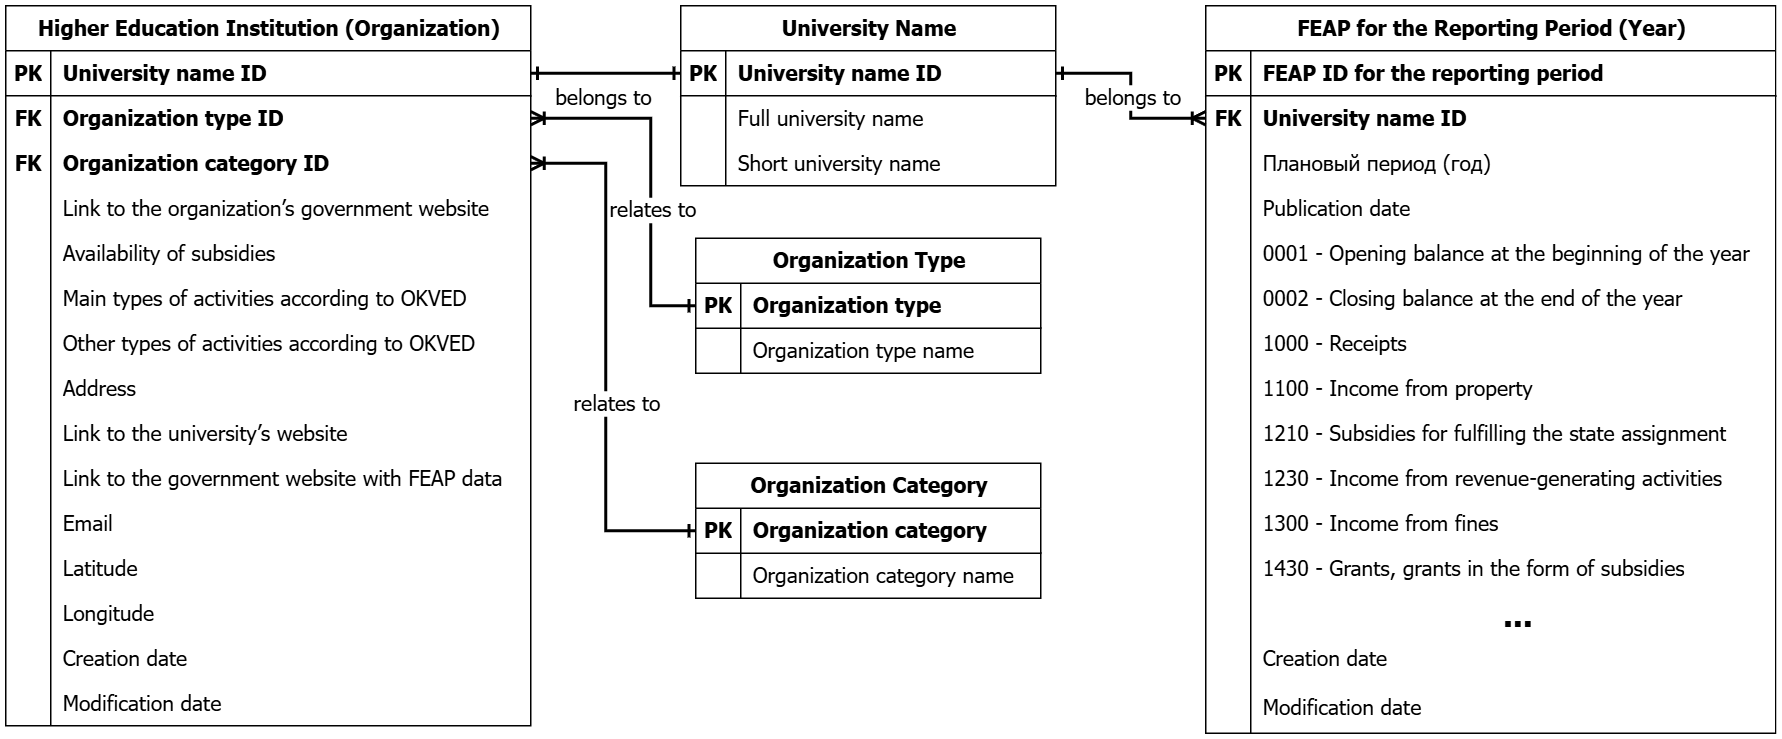 Higher Education Institution (Organization)
PK University name ID
FK Organization type ID
FK Organization category ID
Link to the organization’s government website
Availability of subsidies
Main types of activities according to OKVED
Other types of activities according to OKVED
Address
Link to the university’s website
Link to the government website with FEAP data
Email
Latitude
Longitude
Creation date
Modification date
belongs to
relates to
relates to
University Name
PK University name ID
Full university name
Short university name
Organization Type
PK Organization type
Organization type name
Organization Category
PK Organization category
Organization category name
belongs to
FEAP for the Reporting Period (Year)
PK FEAP ID for the reporting period
FK University name ID
Плановый период (год)
Publication date
0001 - Opening balance at the beginning of the year
0002 - Closing balance at the end of the year
1000 - Receipts
1100 - Income from property
1210 - Subsidies for fulfilling the state assignment
1230 - Income from revenue-generating activities
1300 - Income from fines
1430 - Grants, grants in the form of subsidies
...
Creation date
Modification date